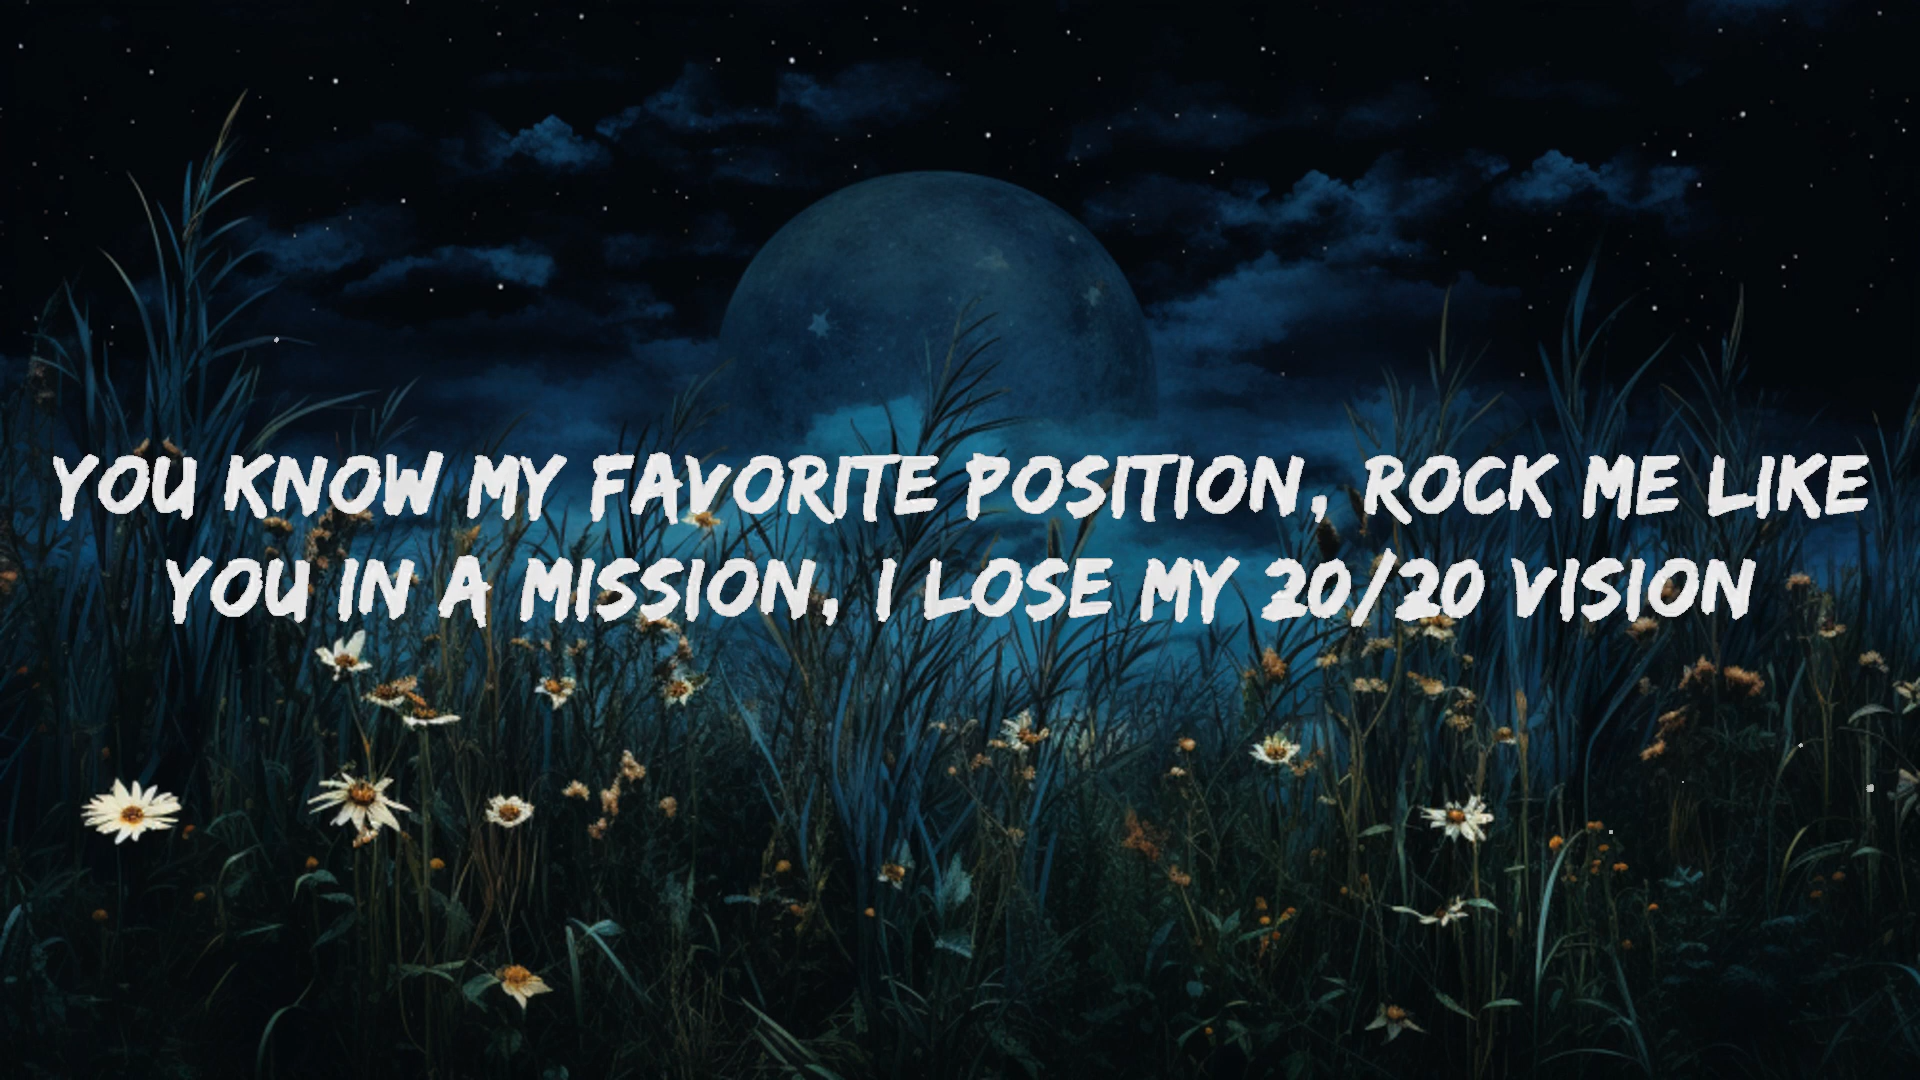 YOU KNOW MY FAVORITE POSITION, ROCK ME LIKE
YOU IN A MISSION, I LOSE MY 20/20 VISION